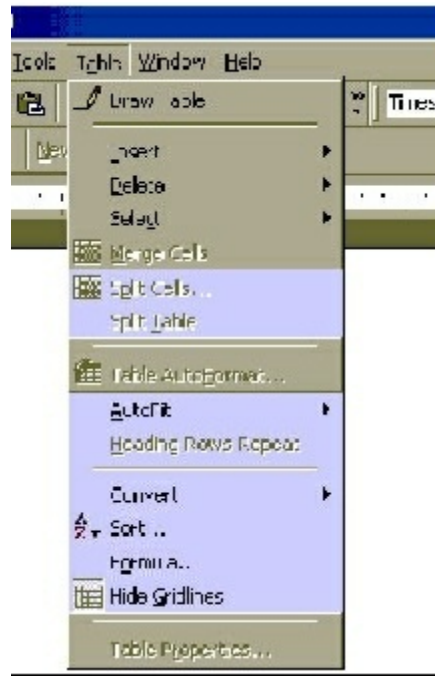 Tools Table Window Help
Draw Table
Times
New
Insert
Delete
Select
Merge Cells
Split Cells...
Split Table
Table AutoFormat...
AutoFit
Heading Rows Repeat
Convert
Sort...
Formula...
Hide Gridlines
Table Properties...